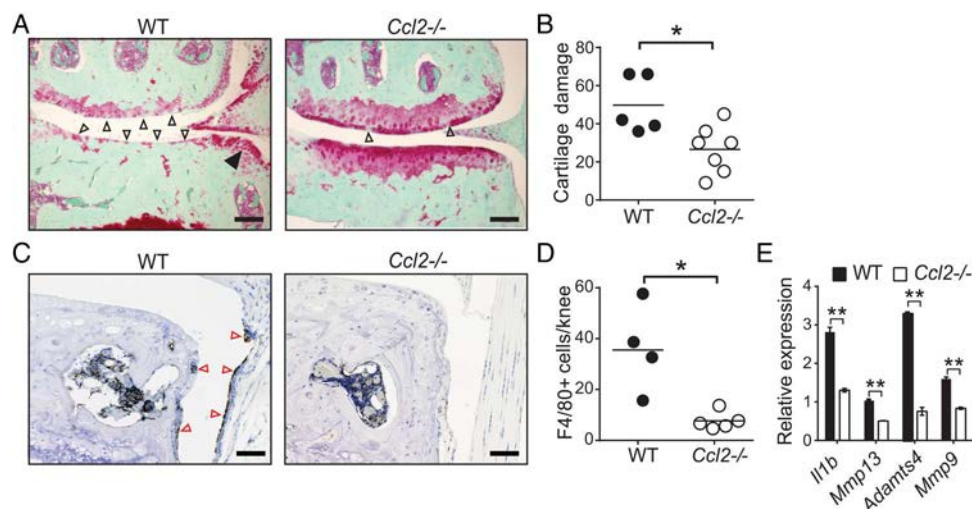 A
WT
Ccl2-/-
B
*
Cartilage damage
80
60
40
20
0
WT
Ccl2-/-
C
WT
Ccl2-/-
D
*
F4/80+ cells/knee
60
40
20
0
WT
Ccl2-/-
E
WT Ccl2-/-
Relative expression
4
3
2
1
0
**
**
**
**
Il1b
Mmp13
Adamts4
Mmp9